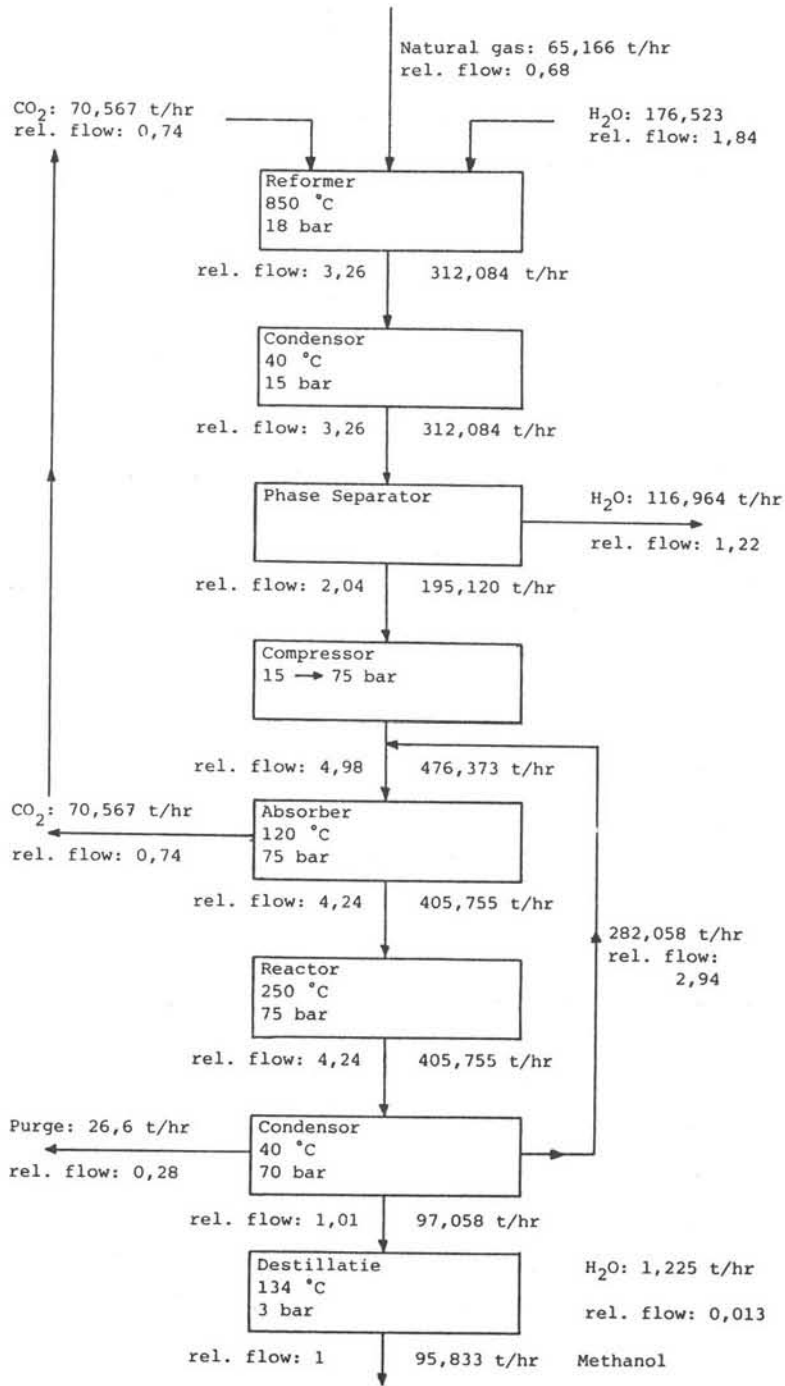 Natural gas: 65,166 t/hr
rel. flow: 0,68
CO2: 70,567 t/hr
rel. flow: 0,74
H2O: 176,523
rel. flow: 1,84
Reformer
850 °C
18 bar
rel. flow: 3,26 312,084 t/hr
Condensor
40 °C
15 bar
rel. flow: 3,26 312,084 t/hr
Phase Separator
H2O: 116,964 t/hr
rel. flow: 1,22
rel. flow: 2,04 195,120 t/hr
Compressor
15 → 75 bar
rel. flow: 4,98 476,373 t/hr
CO2: 70,567 t/hr
rel. flow: 0,74
Absorber
120 °C
75 bar
rel. flow: 4,24 405,755 t/hr
282,058 t/hr
rel. flow:
2,94
Reactor
250 °C
75 bar
rel. flow: 4,24 405,755 t/hr
Purge: 26,6 t/hr
rel. flow: 0,28
Condensor
40 °C
70 bar
rel. flow: 1,01 97,058 t/hr
Destillatie
134 °C
3 bar
H2O: 1,225 t/hr
rel. flow: 0,013
rel. flow: 1 95,833 t/hr Methanol